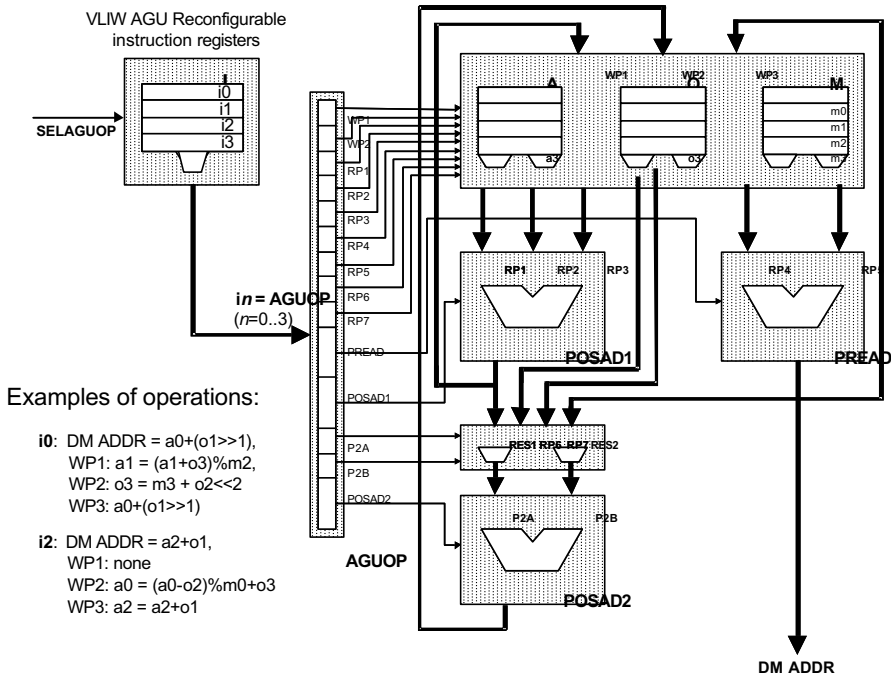 VLIW AGU Reconfigurable
instruction registers
I
i0
i1
i2
i3
SELAGUOP
in = AGUOP
(n=0..3)
WP1
WP2
RP1
RP2
RP3
RP4
RP5
RP6
RP7
PREAD
POSAD1
P2A
P2B
POSAD2
AGUOP
A
WP1
O
WP2
WP3
M
a3
o3
m0
m1
m2
m3
RP1
RP2
RP3
POSAD1
RP4
RP5
PREAD
RES1
RP6
RP7
RES2
P2A
P2B
POSAD2
DM ADDR
Examples of operations:
i0: DM ADDR = a0+(o1>>1),
WP1: a1 = (a1+o3)%m2,
WP2: o3 = m3 + o2<<2
WP3: a0+(o1>>1)
i2: DM ADDR = a2+o1,
WP1: none
WP2: a0 = (a0-o2)%m0+o3
WP3: a2 = a2+o1